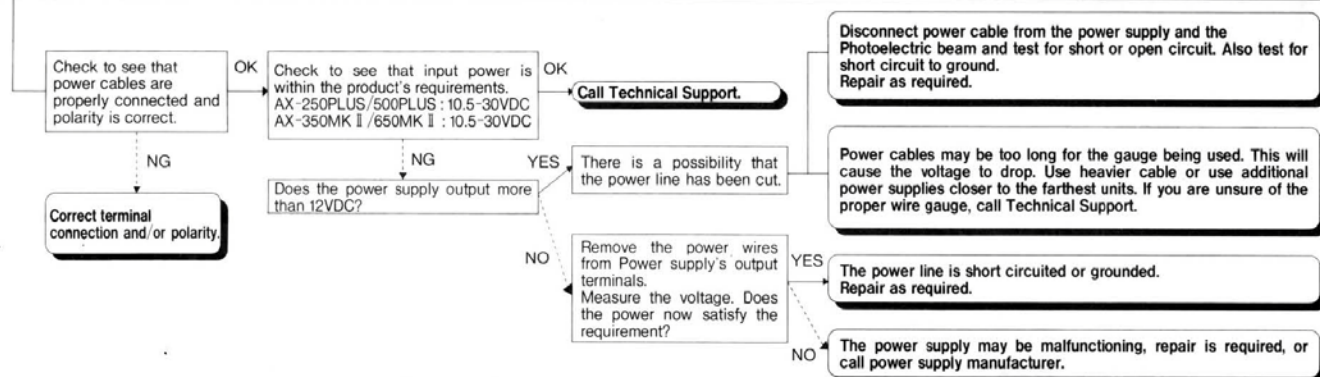 Check to see that
power cables are
properly connected and
polarity is correct.
OK
NG
Correct terminal
connection and/or polarity.
Check to see that input power is
within the product's requirements.
AX-250PLUS/500PLUS : 10.5-30VDC
AX-350MKⅡ/650MKⅡ : 10.5-30VDC
OK
Call Technical Support.
NG
Does the power supply output more
than 12VDC?
YES
There is a possibility that
the power line has been cut.
Disconnect power cable from the power supply and the
Photoelectric beam and test for short or open circuit. Also test for
short circuit to ground.
Repair as required.
Power cables may be too long for the gauge being used. This will
cause the voltage to drop. Use heavier cable or use additional
power supplies closer to the farthest units. If you are unsure of the
proper wire gauge, call Technical Support.
NO
Remove the power wires
from Power supply's output
terminals.
Measure the voltage. Does
the power now satisfy the
requirement?
YES
The power line is short circuited or grounded.
Repair as required.
NO
The power supply may be malfunctioning, repair is required, or
call power supply manufacturer.